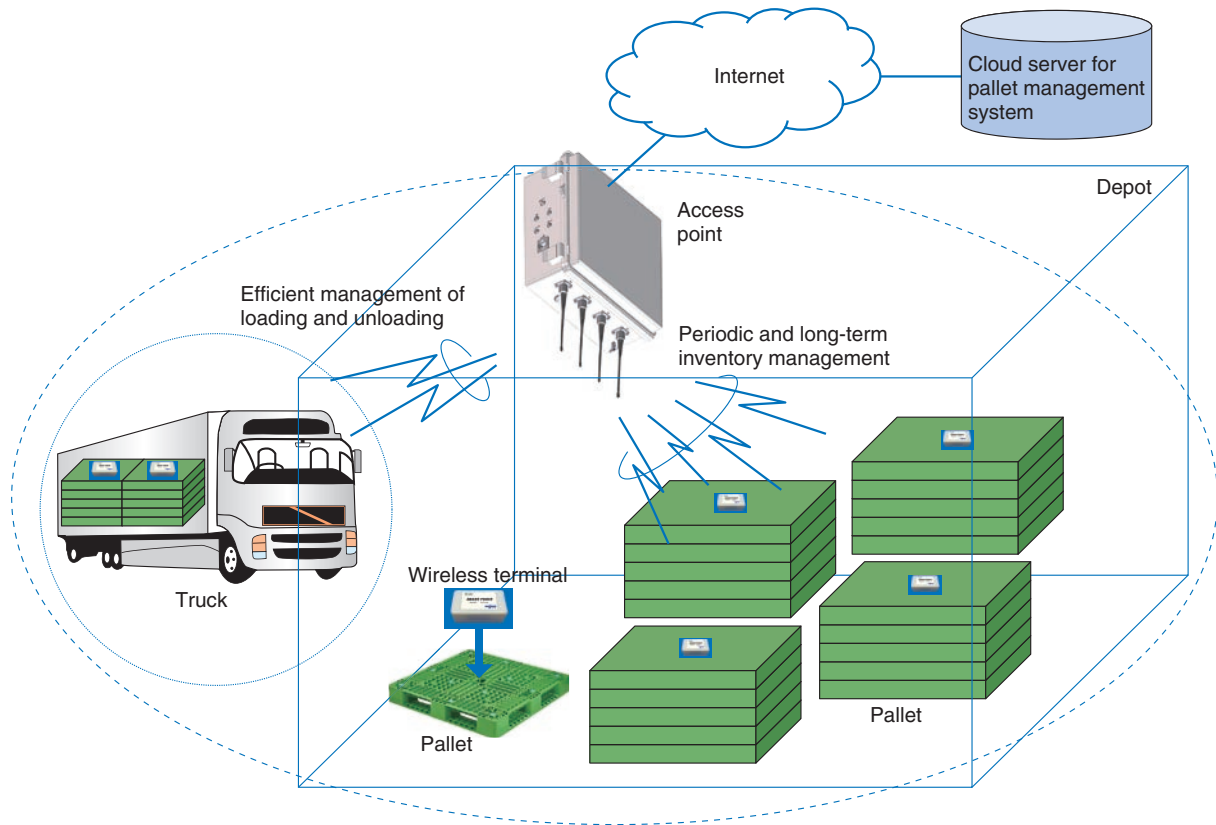 Internet
Cloud server for
pallet management
system
Depot
Access
point
Efficient management of
loading and unloading
Periodic and long-term
inventory management
Truck
Wireless terminal
Pallet
Pallet